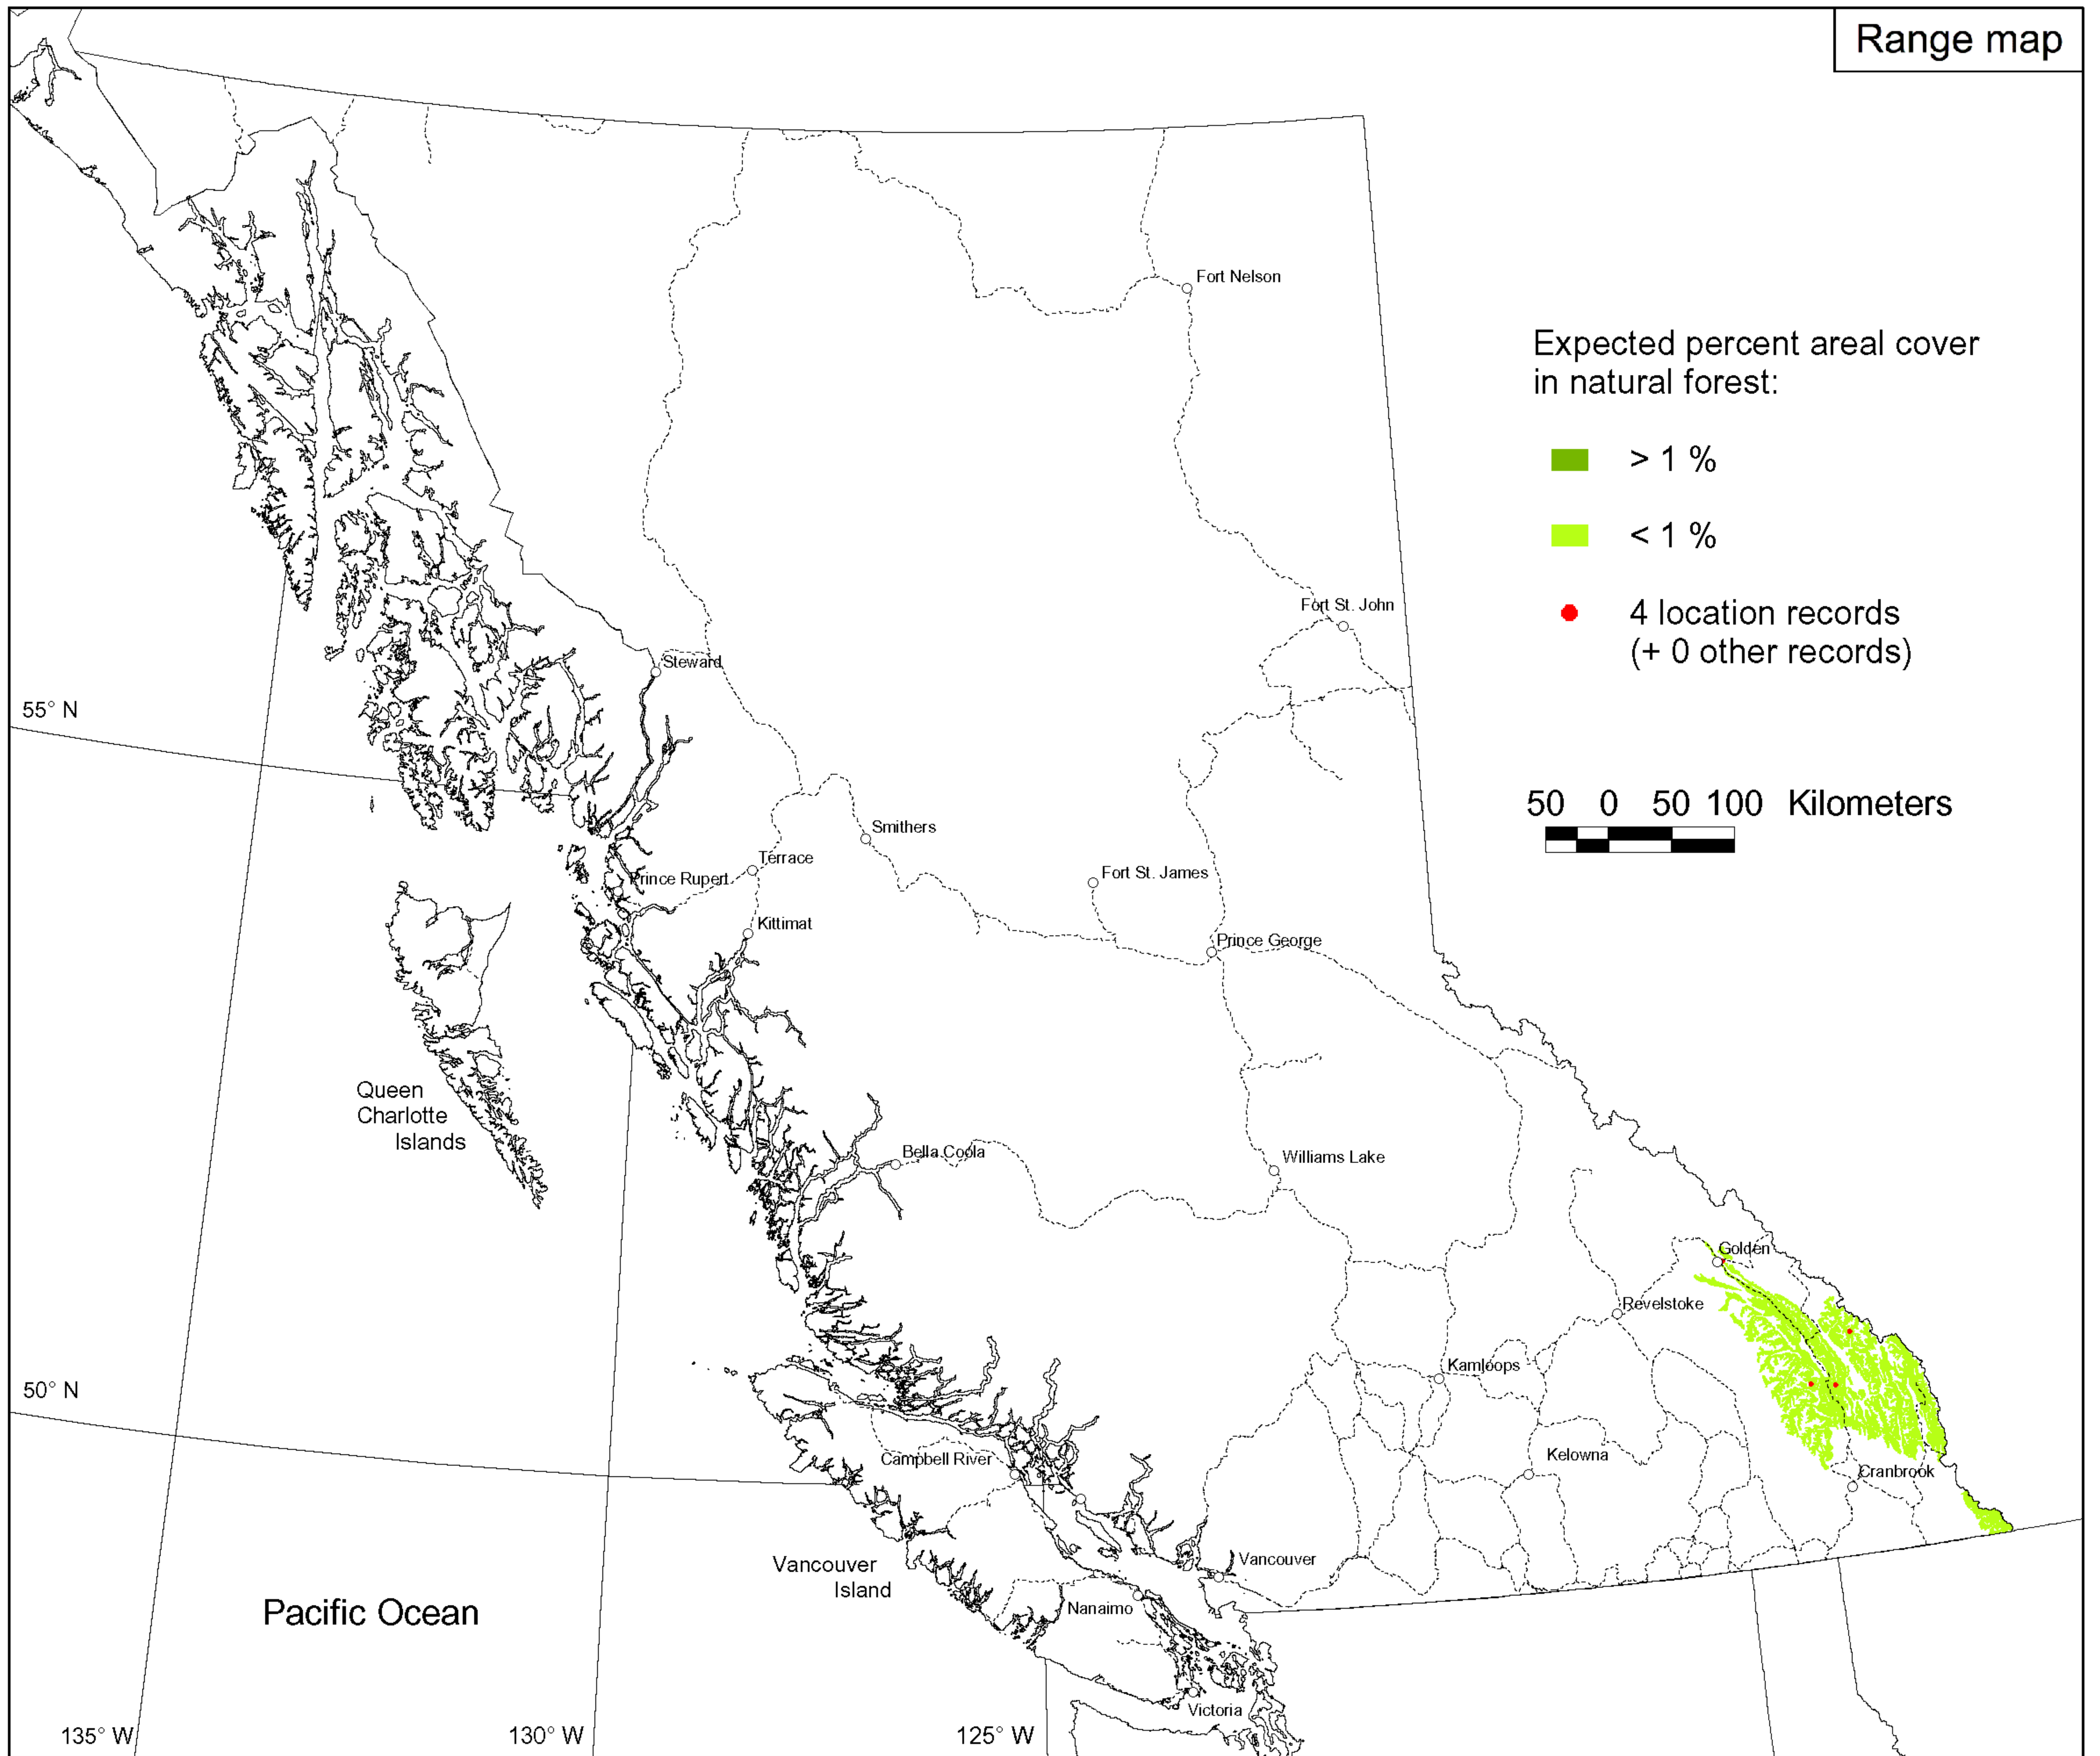 Range map
Fort Nelson
Expected percent areal cover
in natural forest:
> 1 %
< 1 %
4 location records
(+ 0 other records)
Fort St. John
Steward
55° N
50 0 50 100 Kilometers
Smithers
Terrace
Prince Rupert
Fort St. James
Kittimat
Prince George
Queen
Charlotte
Islands
Bella Coola
Williams Lake
Golden
Revelstoke
Kamloops
50° N
Campbell River
Kelowna
Cranbrook
Vancouver
Island
Vancouver
Pacific Ocean
Nanaimo
Victoria
135° W
130° W
125° W